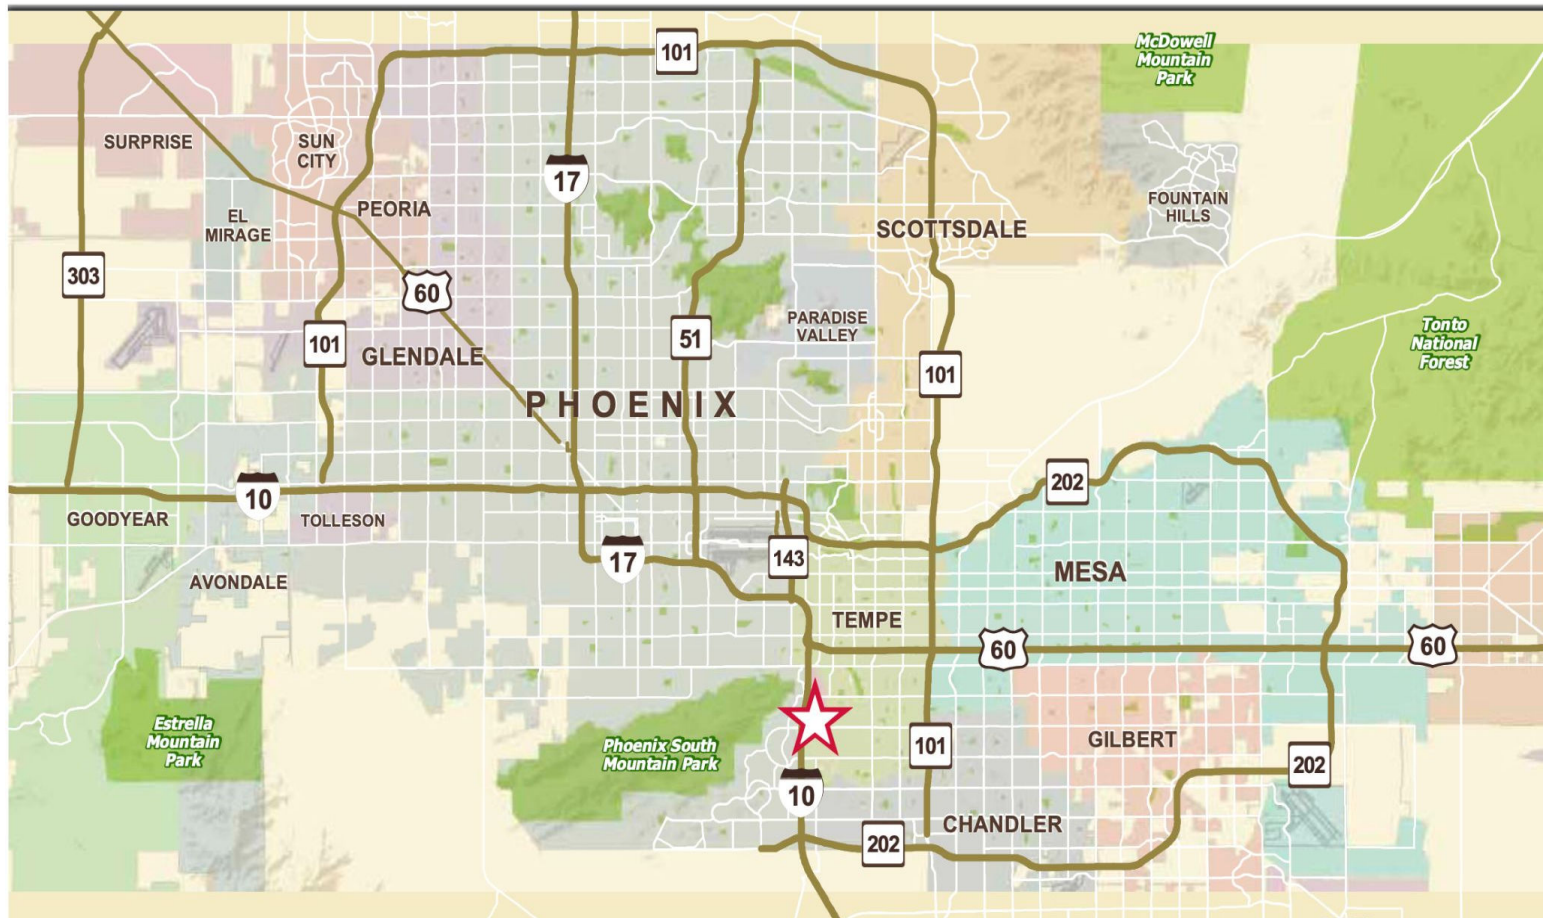 McDowell
Mountain
Park
101
SURPRISE
SUN
CITY
17
EL
MIRAGE
PEORIA
FOUNTAIN
HILLS
SCOTTSDALE
303
60
101
GLENDALE
51
PARADISE
VALLEY
Tonto
National
Forest
101
PHOENIX
10
202
GOODYEAR
TOLLESON
17
143
AVONDALE
MESA
TEMPE
60
60
Estrella
Mountain
Park
Phoenix South
Mountain Park
101
GILBERT
202
10
CHANDLER
202